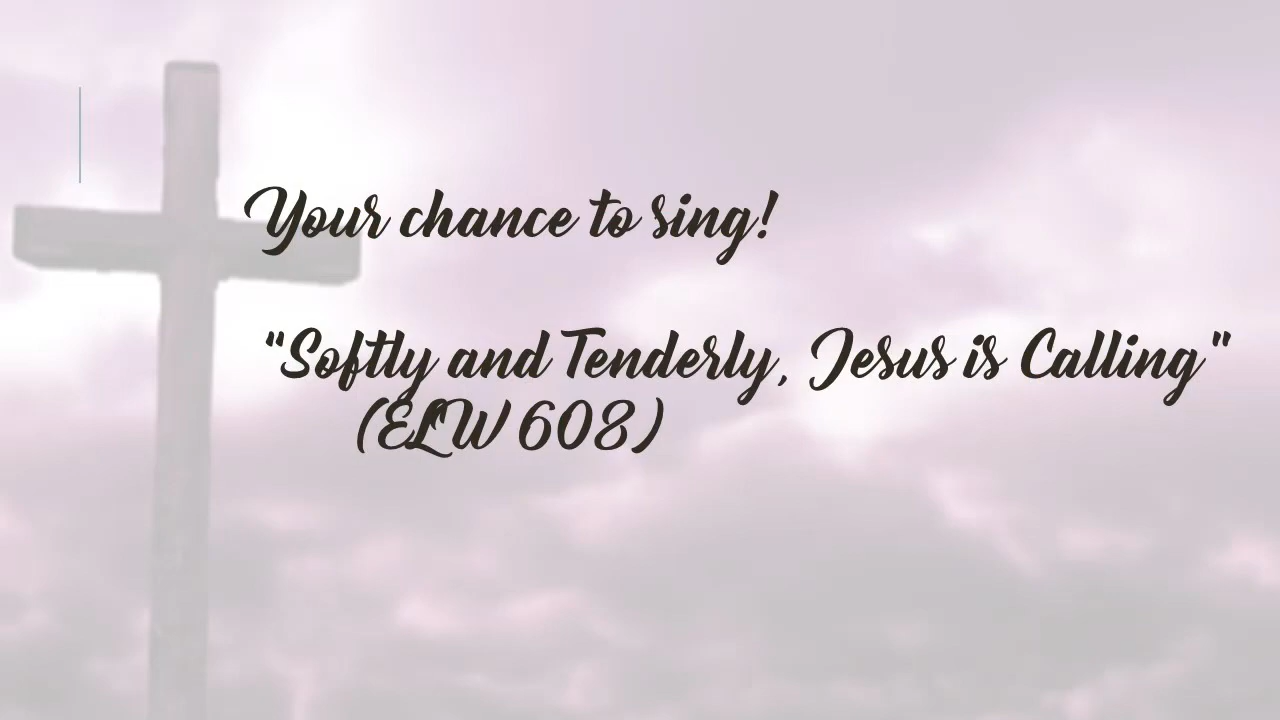 Your chance to sing!
"Softly and Tenderly, Jesus is Calling"
(ELW 608)